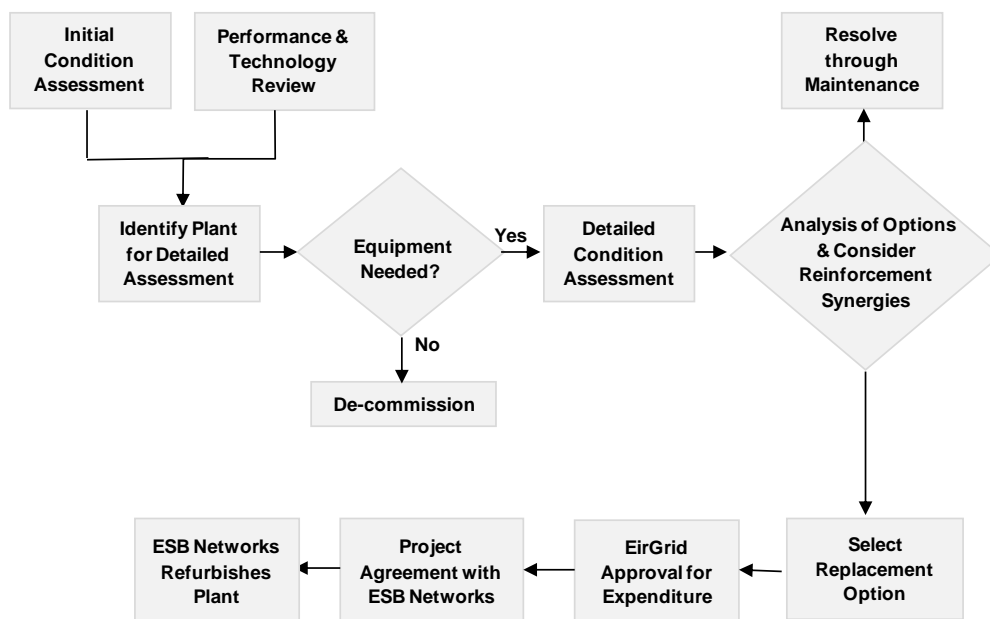 Initial
Condition
Assessment
Performance &
Technology
Review
Resolve
through
Maintenance
Identify Plant
for Detailed
Assessment
Equipment
Needed?
Yes
No
De-commission
Detailed
Condition
Assessment
Analysis of Options
& Consider
Reinforcement
Synergies
ESB Networks
Refurbishes
Plant
Project
Agreement with
ESB Networks
EirGrid
Approval for
Expenditure
Select
Replacement
Option